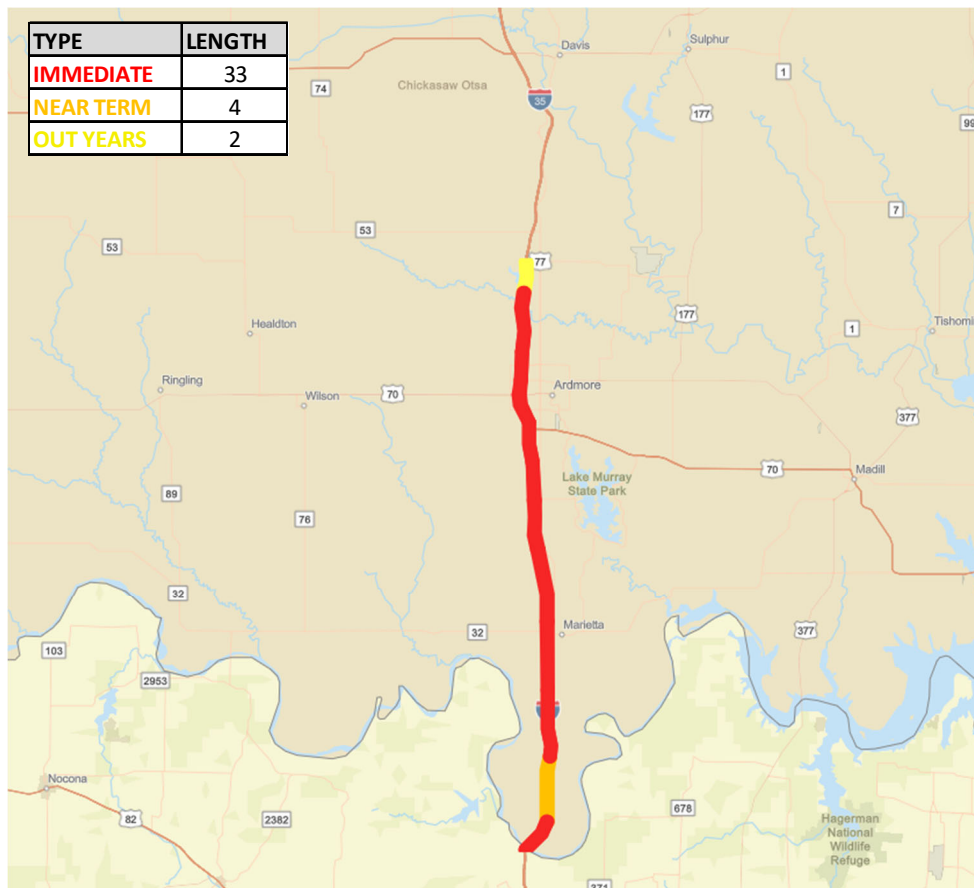 TYPE LENGTH
IMMEDIATE 33
NEAR TERM 4
OUT YEARS 2
Davis
Sulphur
1
74
Chickasaw Otsa
35
177
99
7
53
53
77
177
1
Tishomi
Healdton
Ringling
Wilson
70
Ardmore
377
70
Madill
Lake Murray
State Park
89
76
32
32
Marietta
377
103
2953
Nocona
82
2382
678
Hagerman
National
Wildlife
Refuge
371